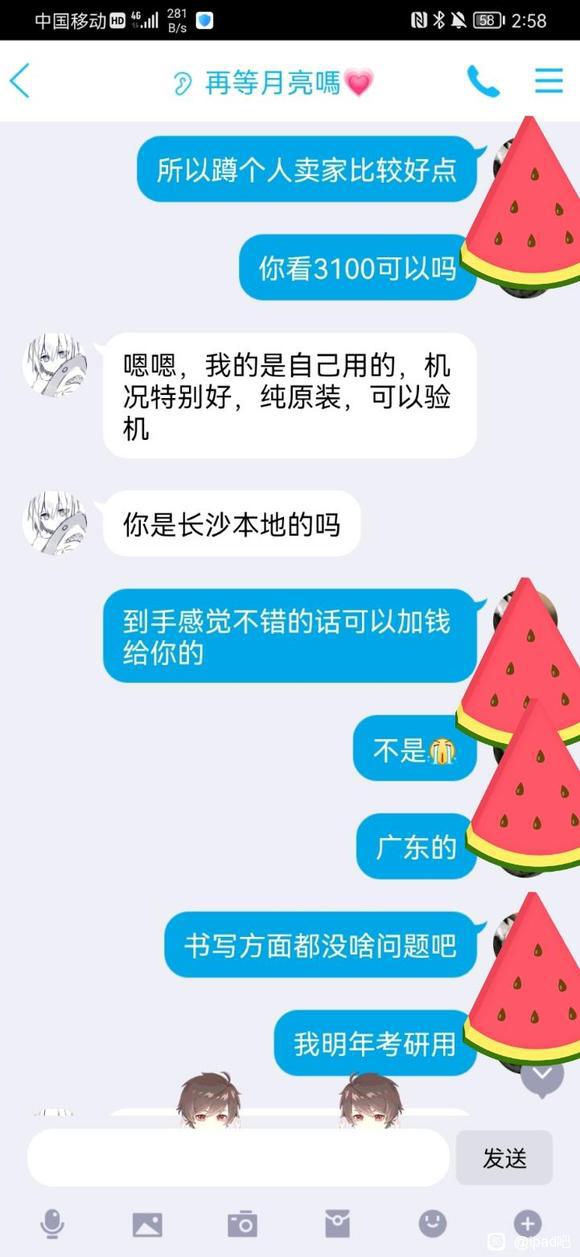 中国移动 HD 4G 281 B/s 58 2:58
再等月亮嗎
所以蹲个人卖家比较好点
你看3100可以吗
嗯嗯，我的是自己用的，机
况特别好，纯原装，可以验
机
你是长沙本地的吗
到手感觉不错的话可以加钱
给你的
不是
广东的
书写方面都没啥问题吧
我明年考研用
发送
@ipad吧